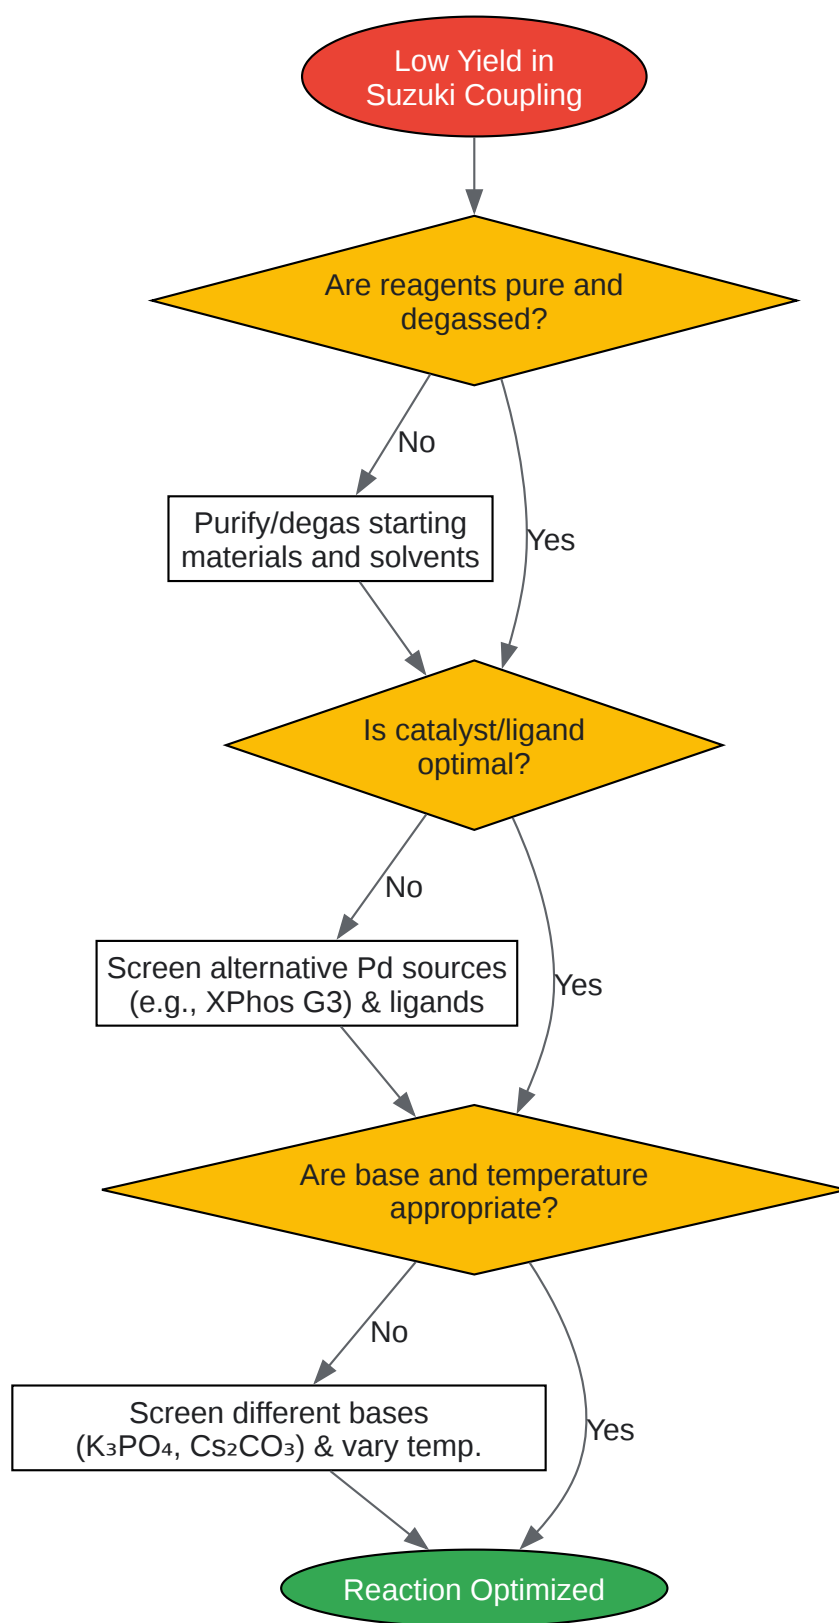 Low Yield in
Suzuki Coupling
Are reagents pure and
degassed?
No
Purify/degas starting
materials and solvents
Yes
Is catalyst/ligand
optimal?
No
Screen alternative Pd sources
(e.g., XPhos G3) & ligands
Yes
Are base and temperature
appropriate?
No
Screen different bases
(K₃PO₄, Cs₂CO₃) & vary temp.
Yes
Reaction Optimized